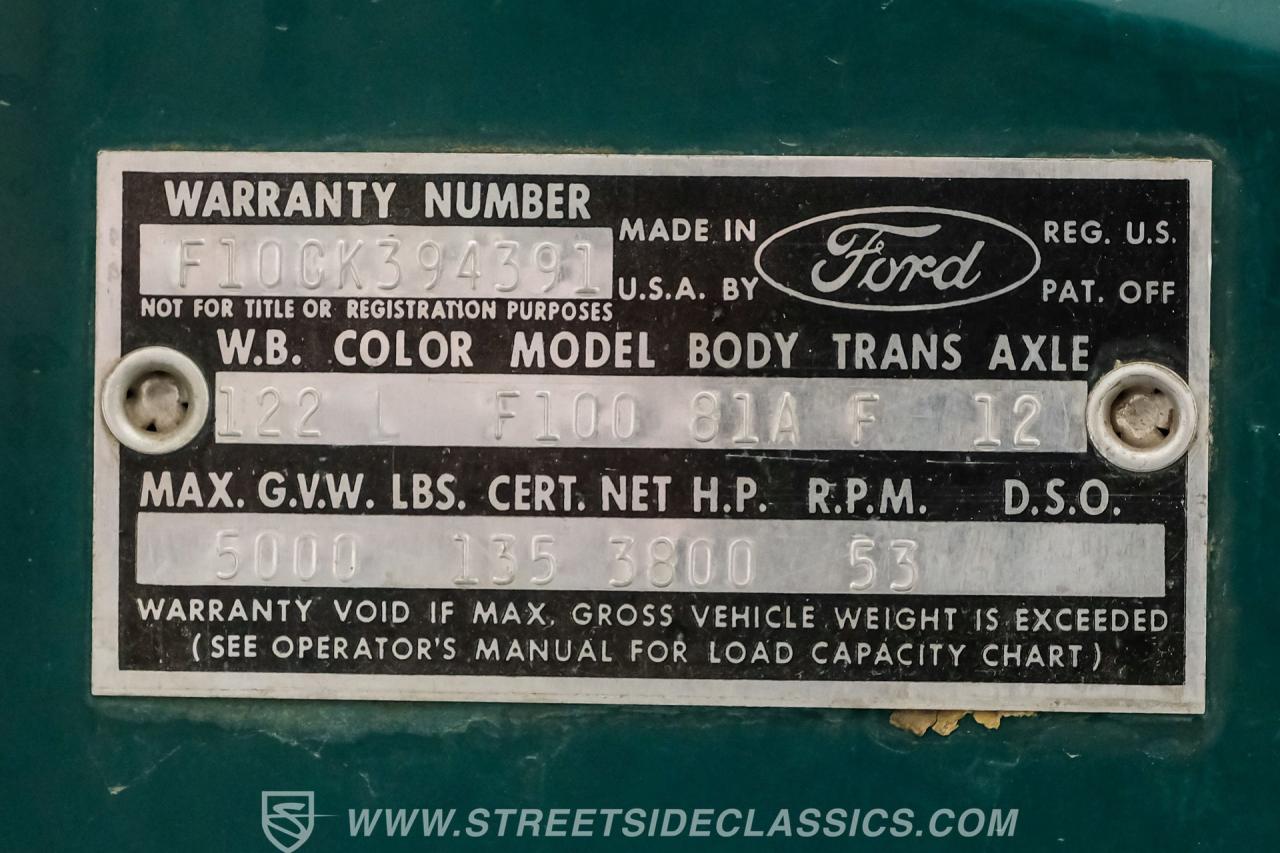 WARRANTY NUMBER
F10CK394391
NOT FOR TITLE OR REGISTRATION PURPOSES
MADE IN Ford REG. U.S.
U.S.A. BY PAT. OFF
W.B. COLOR MODEL BODY TRANS AXLE
122 L F100 81A F 12
MAX. G.V.W. LBS. CERT. NET H.P. R.P.M. D.S.O.
5000 135 3800 53
WARRANTY VOID IF MAX. GROSS VEHICLE WEIGHT IS EXCEEDED
(SEE OPERATOR'S MANUAL FOR LOAD CAPACITY CHART)
WWW.STREETSIDECLASSICS.COM